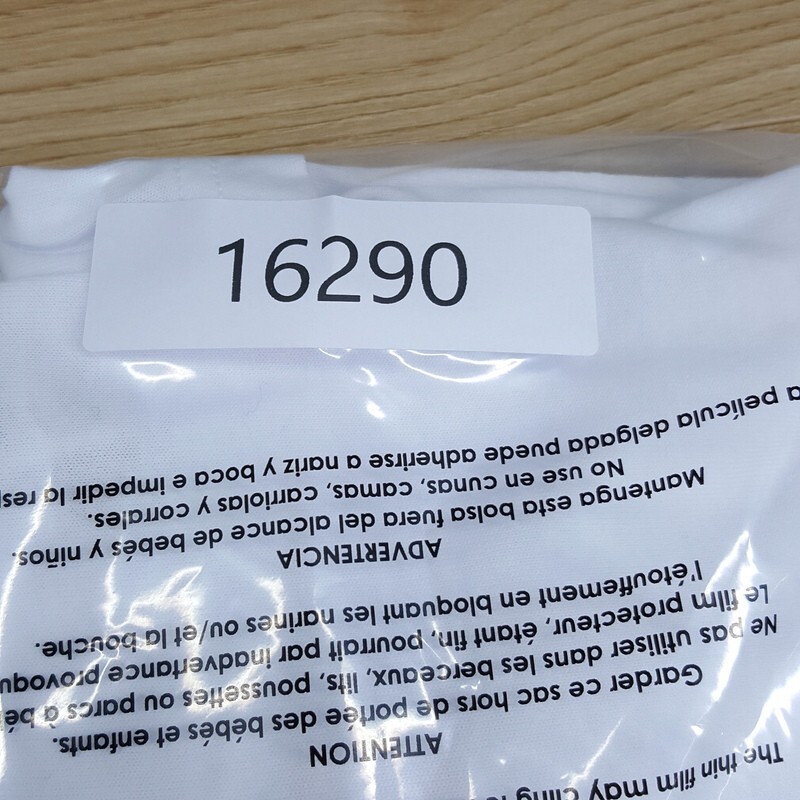 16290
The thin film may cling
ATTENTION
Garder ce sac hors de portée des bébés et enfants.
Ne pas utiliser dans les berceaux, lits, poussettes ou parcs à bé
Le film protecteur, étant fin, pourrait par inadvertance provoqu
l'étouffement en bloquant les narines ou/et la bouche.
ADVERTENCIA
Mantenga esta bolsa fuera del alcance de bebés y niños.
No use en cunas, camas, carriolas y corrales.
a película delgada puede adherirse a nariz y boca e impedir la res